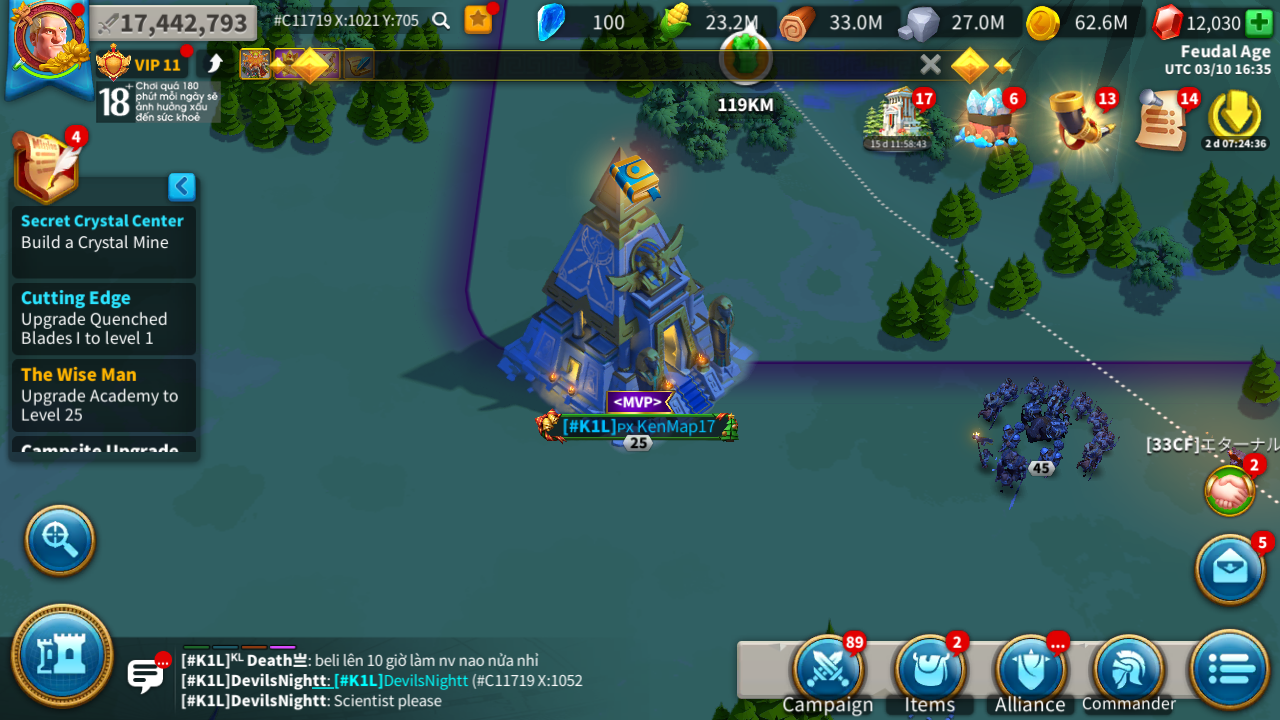 17,442,793
#C11719 X:1021 Y:705
100
23.2M
33.0M
27.0M
62.6M
12,030
VIP 11
Feudal Age
UTC 03/10 16:35
18+
Chơi quá 180
phút mỗi ngày sẽ
ảnh hưởng xấu
đến sức khoẻ
119KM
17
6
13
14
15 d 11:58:43
2 d 07:24:36
4
Secret Crystal Center
Build a Crystal Mine
Cutting Edge
Upgrade Quenched
Blades I to level 1
The Wise Man
Upgrade Academy to
Level 25
Campsite Upgrade
<MVP>
[#K1L]PX KenMap17
25
45
[33CF]エターナル
2
5
[#K1L]KL Death亗: beli lên 10 giờ làm nv nao nửa nhỉ
[#K1L]DevilsNightt: [#K1L]DevilsNightt (#C11719 X:1052
[#K1L]DevilsNightt: Scientist please
89
2
...
...
Campaign
Items
Alliance
Commander